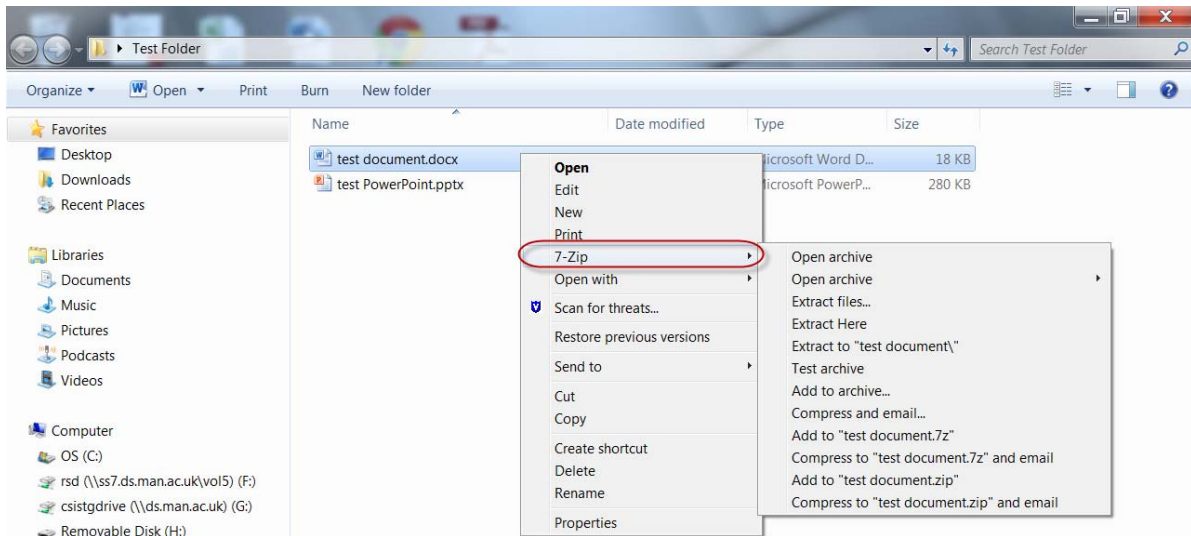 Test Folder
Search Test Folder
Organize
Open
Print
Burn
New folder
Favorites
Desktop
Downloads
Recent Places
Libraries
Documents
Music
Pictures
Podcasts
Videos
Computer
OS (C:)
rsd (\\ss7.ds.man.ac.uk\vol5) (F:)
csistgdrive (\\ds.man.ac.uk) (G:)
Removable Disk (H:)
Name
Date modified
Type
Size
test document.docx
Microsoft Word D...
18 KB
test PowerPoint.pptx
Microsoft PowerP...
280 KB
Open
Edit
New
Print
7-Zip
Open with
Scan for threats...
Restore previous versions
Send to
Cut
Copy
Create shortcut
Delete
Rename
Properties
Open archive
Open archive
Extract files...
Extract Here
Extract to "test document\"
Test archive
Add to archive...
Compress and email...
Add to "test document.7z"
Compress to "test document.7z" and email
Add to "test document.zip"
Compress to "test document.zip" and email